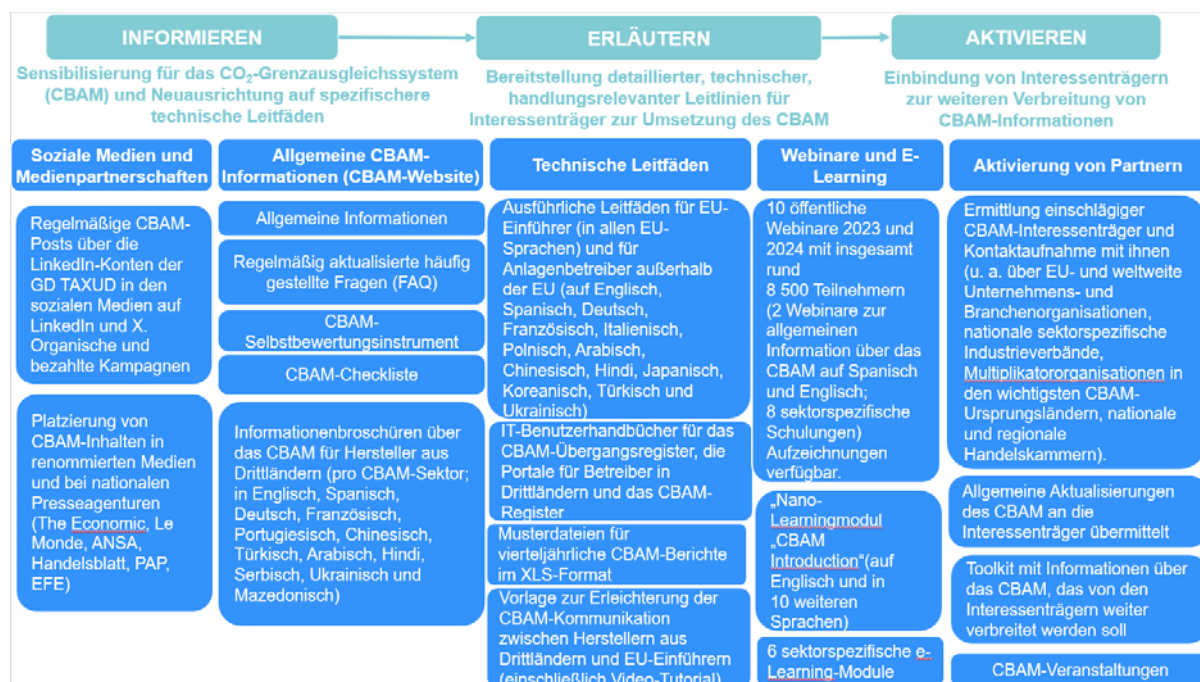 INFORMIEREN
ERLÄUTERN
AKTIVIEREN
Sensibilisierung für das CO₂-Grenzausgleichssystem
(CBAM) und Neuausrichtung auf spezifischere
technische Leitfäden
Bereitstellung detaillierter, technischer,
handlungsrelevanter Leitlinien für
Interessenträger zur Umsetzung des CBAM
Einbindung von Interessenträgern
zur weiteren Verbreitung von
CBAM-Informationen
Soziale Medien und
Medienpartnerschaften
Regelmäßige CBAM-
Posts über die
LinkedIn-Konten der
GD TAXUD in den
sozialen Medien auf
LinkedIn und X.
Organische und
bezahlte Kampagnen
Platzierung von
CBAM-Inhalten in
renommierten Medien
und bei nationalen
Presseagenturen
(The Economic, Le
Monde, ANSA,
Handelsblatt, PAP,
EFE)
Allgemeine CBAM-
Informationen (CBAM-Website)
Allgemeine Informationen
Regelmäßig aktualisierte häufig
gestellte Fragen (FAQ)
CBAM-
Selbstbewertungsinstrument
CBAM-Checkliste
Informationenbroschüren über
das CBAM für Hersteller aus
Drittländern (pro CBAM-Sektor;
in Englisch, Spanisch,
Deutsch, Französisch,
Portugiesisch, Chinesisch,
Türkisch, Arabisch, Hindi,
Serbisch, Ukrainisch und
Mazedonisch)
Technische Leitfäden
Ausführliche Leitfäden für EU-
Einführer (in allen EU-
Sprachen) und für
Anlagenbetreiber außerhalb
der EU (auf Englisch,
Spanisch, Deutsch,
Französisch, Italienisch,
Polnisch, Arabisch,
Chinesisch, Hindi, Japanisch,
Koreanisch, Türkisch und
Ukrainisch)
IT-Benutzerhandbücher für das
CBAM-Übergangsregister, die
Portale für Betreiber in
Drittländern und das CBAM-
Register
Musterdateien für
vierteljährliche CBAM-Berichte
im XLS-Format
Vorlage zur Erleichterung der
CBAM-Kommunikation
zwischen Herstellern aus
Drittländern und EU-Einführern
(einschließlich Video-Tutorial)
Webinare und E-
Learning
10 öffentliche
Webinare 2023 und
2024 mit insgesamt
rund
8 500 Teilnehmern
(2 Webinare zur
allgemeinen
Information über das
CBAM auf Spanisch
und Englisch;
8 sektorspezifische
Schulungen)
Aufzeichnungen
verfügbar.
„Nano-
Learningmodul
„CBAM
Introduction“(auf
Englisch und in
10 weiteren
Sprachen)
6 sektorspezifische e-
Learning-Module
Aktivierung von Partnern
Ermittlung einschlägiger
CBAM-Interessenträger und
Kontaktaufnahme mit ihnen
(u. a. über EU- und weltweite
Unternehmens- und
Branchenorganisationen,
nationale sektorspezifische
Industrieverbände,
Multiplikatororganisationen in
den wichtigsten CBAM-
Ursprungsländern, nationale
und regionale
Handelskammern).
Allgemeine Aktualisierungen
des CBAM an die
Interessenträger übermittelt
Toolkit mit Informationen über
das CBAM, das von den
Interessenträgern weiter
verbreitet werden soll
CBAM-Veranstaltungen